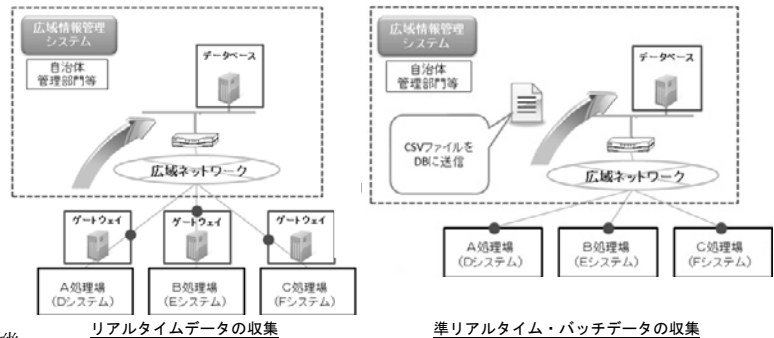 広域情報管理
システム
自治体
管理部門等
データベース
広域ネットワーク
ゲートウェイ
ゲートウェイ
ゲートウェイ
A処理場
(Dシステム)
B処理場
(Eシステム)
C処理場
(Fシステム)
リアルタイムデータの収集
広域情報管理
システム
自治体
管理部門等
データベース
CSVファイルを
DBに送信
広域ネットワーク
A処理場
(Dシステム)
B処理場
(Eシステム)
C処理場
(Fシステム)
準リアルタイム・バッチデータの収集